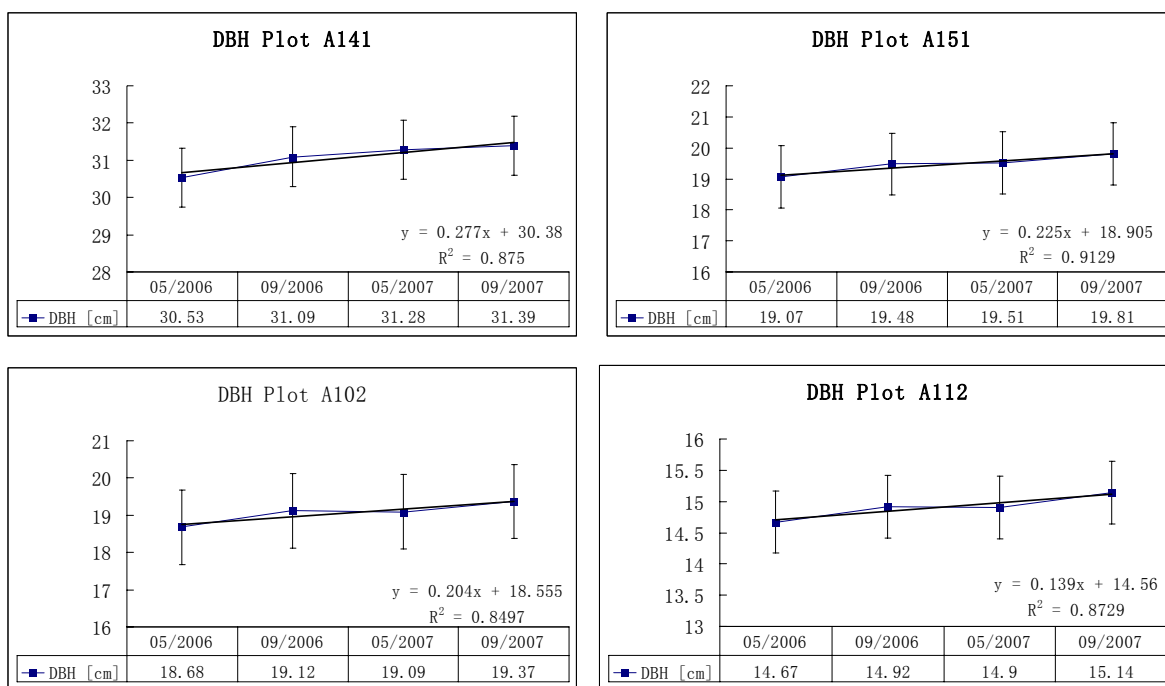 DBH Plot A141
33
32
31
30
29
28
y = 0.277x + 30.38
R² = 0.875
05/2006 09/2006 05/2007 09/2007
DBH [cm] 30.53 31.09 31.28 31.39
DBH Plot A151
22
21
20
19
18
17
16
y = 0.225x + 18.905
R² = 0.9129
05/2006 09/2006 05/2007 09/2007
DBH [cm] 19.07 19.48 19.51 19.81
DBH Plot A102
21
20
19
18
17
16
y = 0.204x + 18.555
R² = 0.8497
05/2006 09/2006 05/2007 09/2007
DBH [cm] 18.68 19.12 19.09 19.37
DBH Plot A112
16
15.5
15
14.5
14
13.5
13
y = 0.139x + 14.56
R² = 0.8729
05/2006 09/2006 05/2007 09/2007
DBH [cm] 14.67 14.92 14.9 15.14